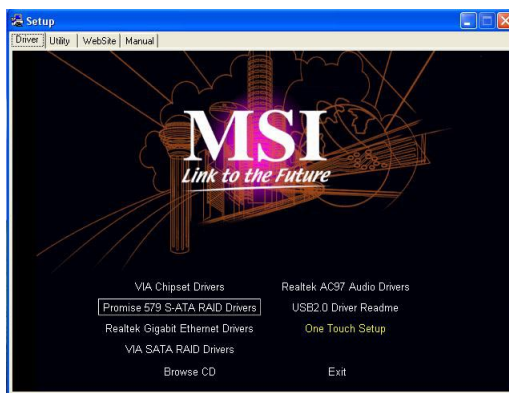 Setup
Driver Utility WebSite Manual
MSI
Link to the Future
VIA Chipset Drivers Realtek AC97 Audio Drivers
Promise 579 S-ATA RAID Drivers USB2.0 Driver Readme
Realtek Gigabit Ethernet Drivers One Touch Setup
VIA SATA RAID Drivers
Browse CD Exit